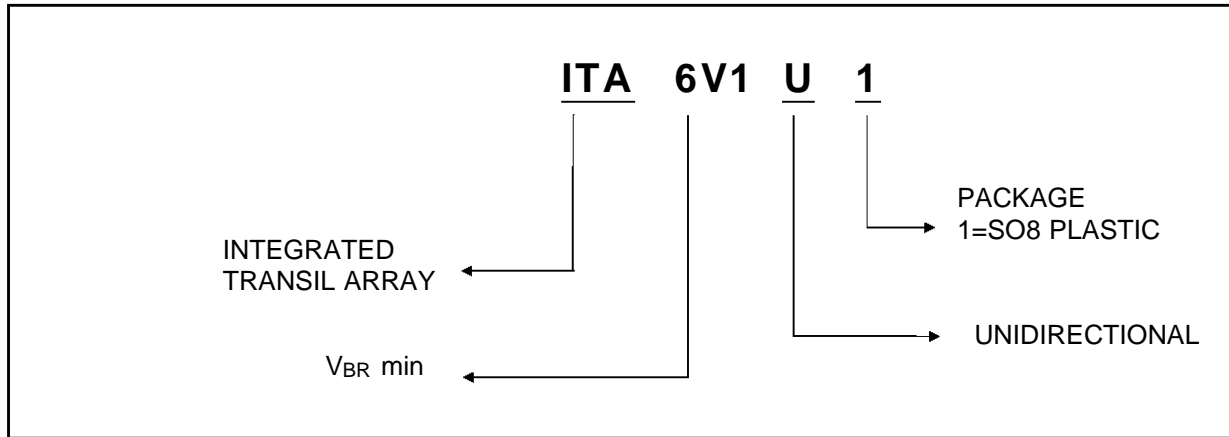 ITA 6V1 U 1
PACKAGE
1=SO8 PLASTIC
INTEGRATED
TRANSIL ARRAY
UNIDIRECTIONAL
VBR min